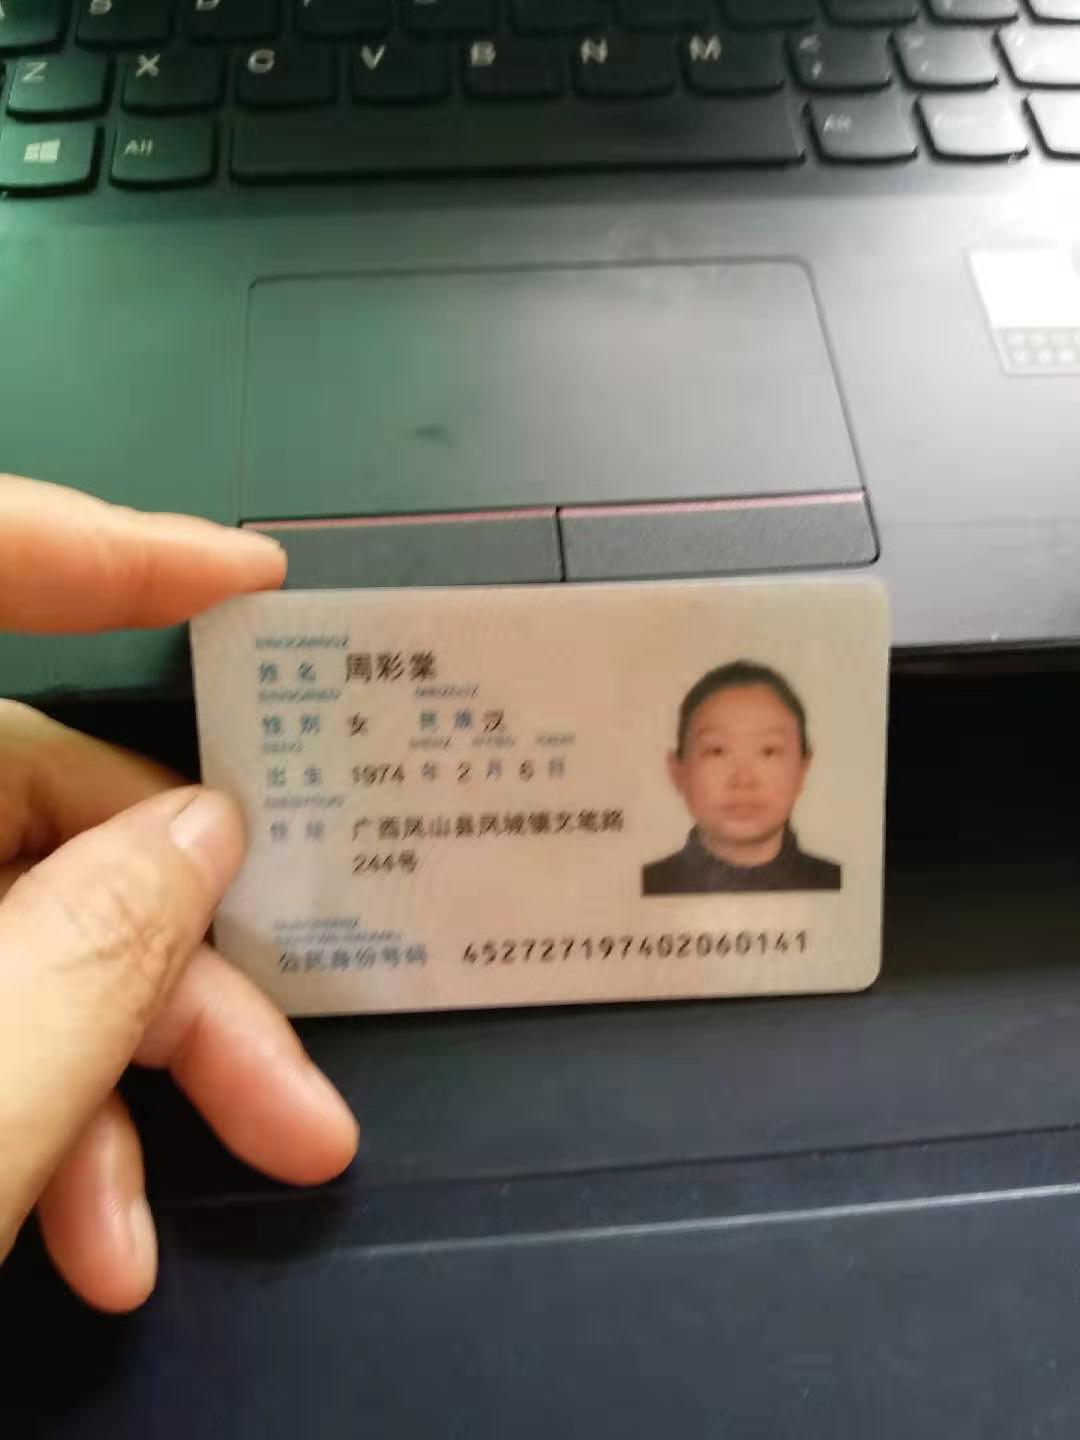 Z X C V B N M
Alt
姓名 周彩棠
性别 女 民族 汉
出生 1974 年 2 月 6 日
住址 广西凤山县凤城镇文笔路
244号
公民身份号码 452727197402060141